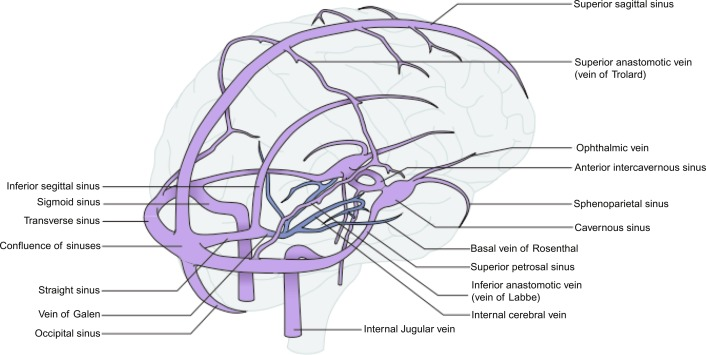 Superior sagittal sinus
Superior anastomotic vein
(vein of Trolard)
Ophthalmic vein
Anterior intercavernous sinus
Inferior segittal sinus
Sigmoid sinus
Sphenoparietal sinus
Transverse sinus
Cavernous sinus
Confluence of sinuses
Basal vein of Rosenthal
Superior petrosal sinus
Straight sinus
Inferior anastomotic vein
(vein of Labbe)
Vein of Galen
Internal cerebral vein
Occipital sinus
Internal Jugular vein